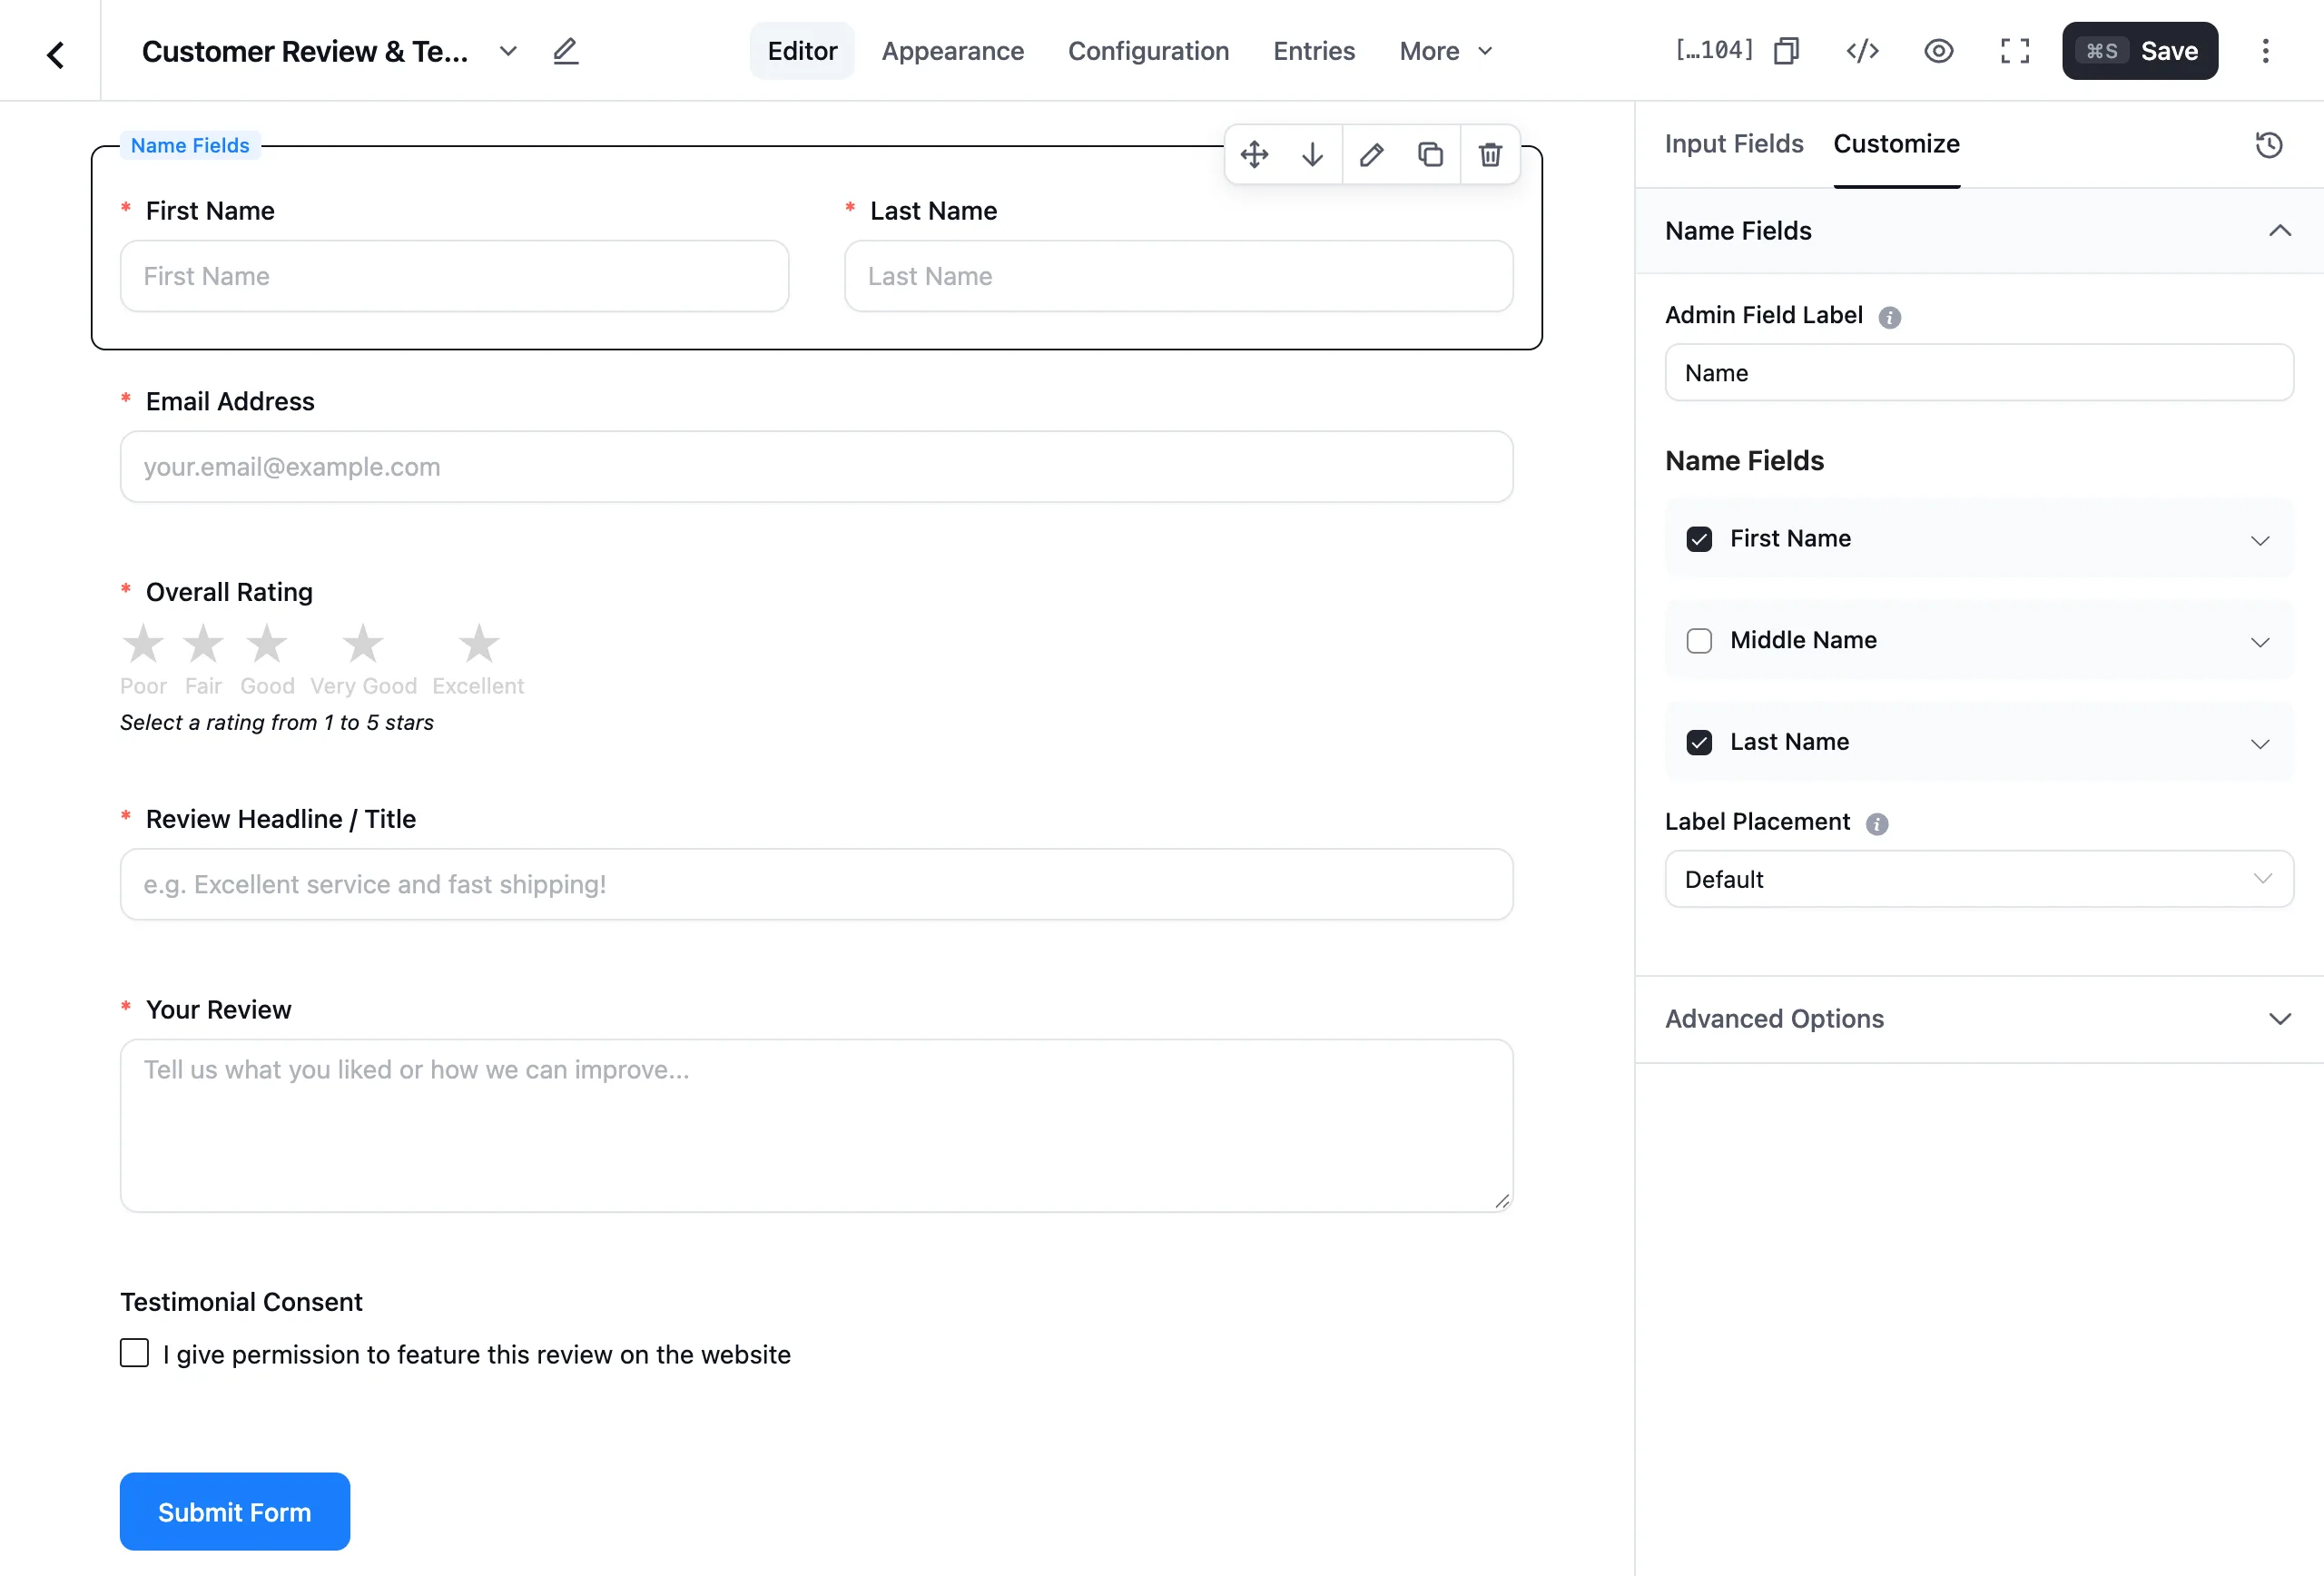 Customer Review & Te...
Editor
Appearance
Configuration
Entries
More
[...104]
⌘S Save
Name Fields
* First Name
First Name
* Last Name
Last Name
* Email Address
your.email@example.com
* Overall Rating
Poor Fair Good Very Good Excellent
Select a rating from 1 to 5 stars
* Review Headline / Title
e.g. Excellent service and fast shipping!
* Your Review
Tell us what you liked or how we can improve...
Testimonial Consent
I give permission to feature this review on the website
Submit Form
Input Fields
Customize
Name Fields
Admin Field Label
Name
Name Fields
First Name
Middle Name
Last Name
Label Placement
Default
Advanced Options